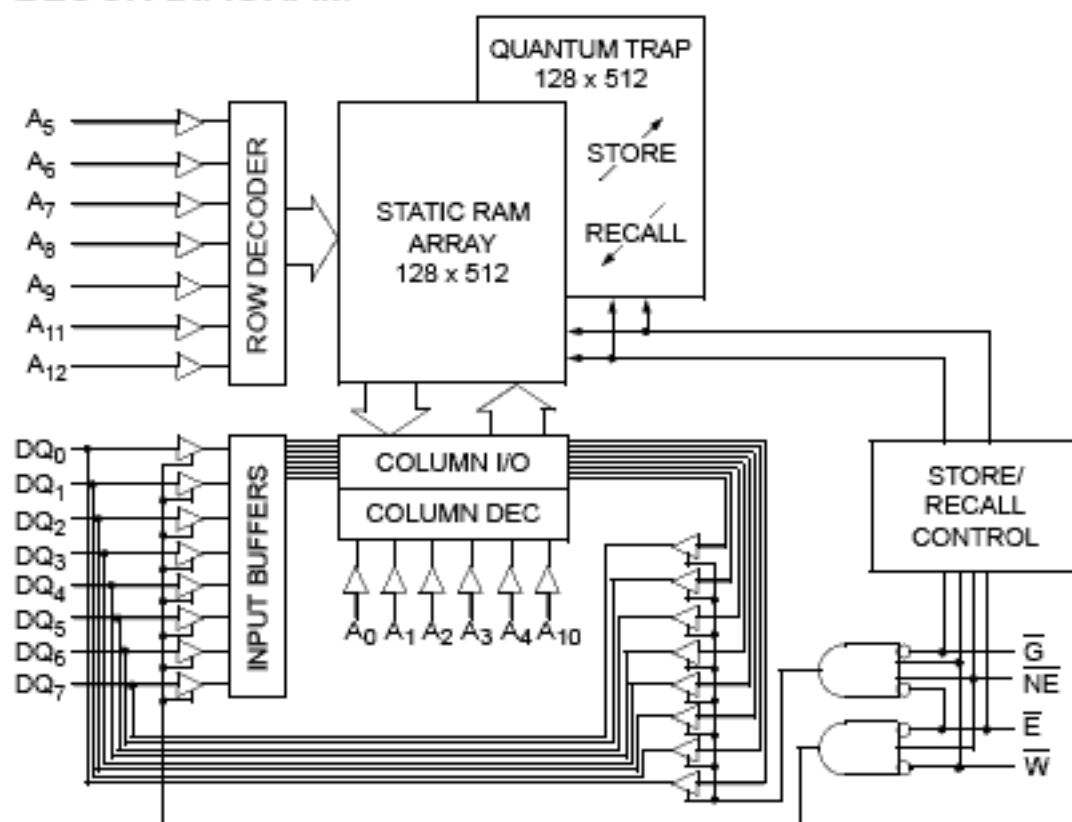 QUANTUM TRAP
128 x 512
STORE
RECALL
A5
A6
A7
A8
A9
A11
A12
ROW DECODER
STATIC RAM
ARRAY
128 x 512
DQ0
DQ1
DQ2
DQ3
DQ4
DQ5
DQ6
DQ7
INPUT BUFFERS
COLUMN I/O
COLUMN DEC
A0 A1 A2 A3 A4 A10
STORE/
RECALL
CONTROL
G̅
N̅E̅
E̅
W̅